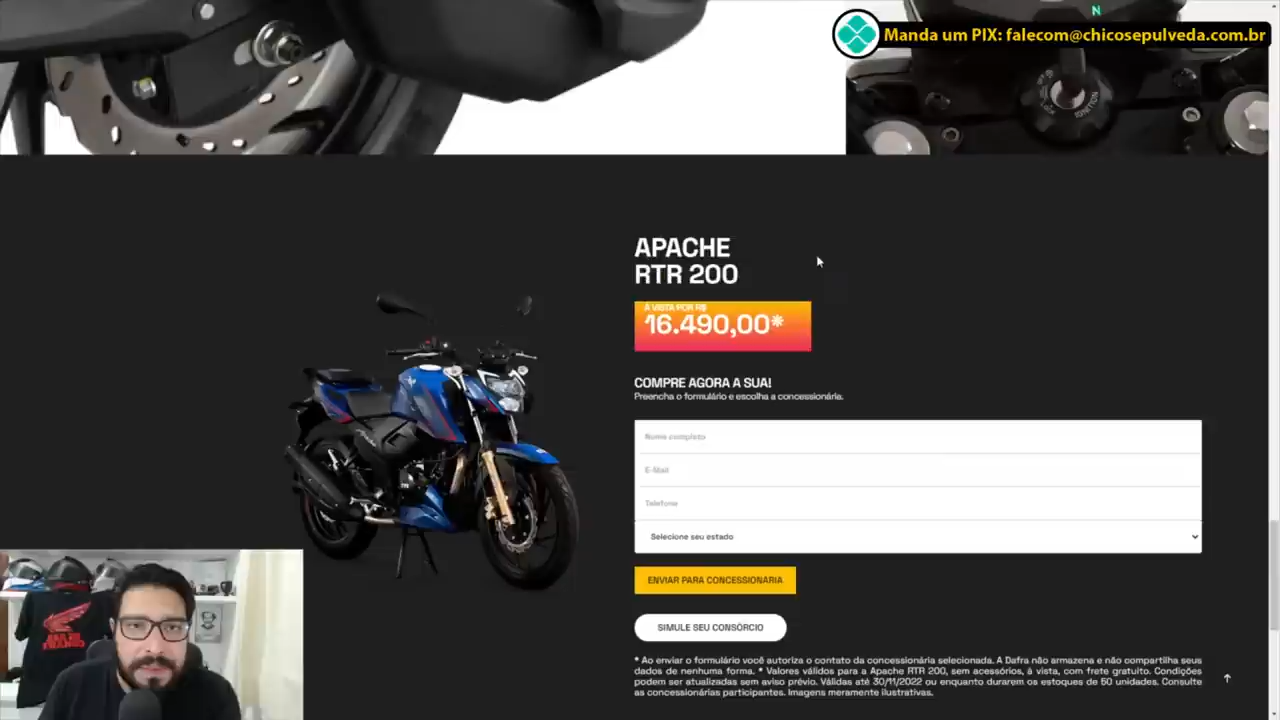 N
Manda um PIX: falecom@chicosepulveda.com.br
IGNITION
APACHE
RTR 200
À VISTA POR R$
16.490,00*
COMPRE AGORA A SUA!
Preencha o formulário e escolha a concessionária.
Nome completo
E-Mail
Telefone
Selecione seu estado
ENVIAR PARA CONCESSIONARIA
SIMULE SEU CONSÓRCIO
* Ao enviar o formulário você autoriza o contato da concessionária selecionada. A Dafra não armazena e não compartilha seus
dados de nenhuma forma. * Valores válidos para a Apache RTR 200, sem acessórios, à vista, com frete gratuito. Condições
podem ser atualizadas sem aviso prévio. Válidas até 30/11/2022 ou enquanto durarem os estoques de 50 unidades. Consulte
as concessionárias participantes. Imagens meramente ilustrativas.